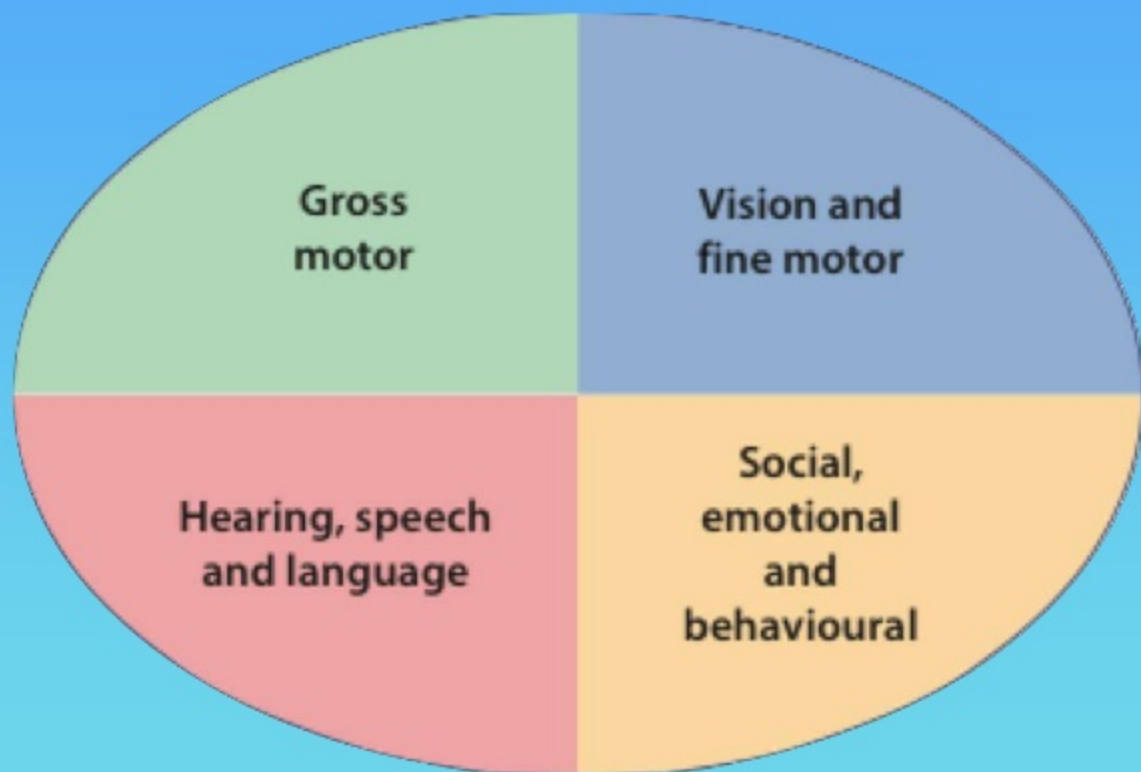 Gross
motor
Vision and
fine motor
Hearing, speech
and language
Social,
emotional
and
behavioural